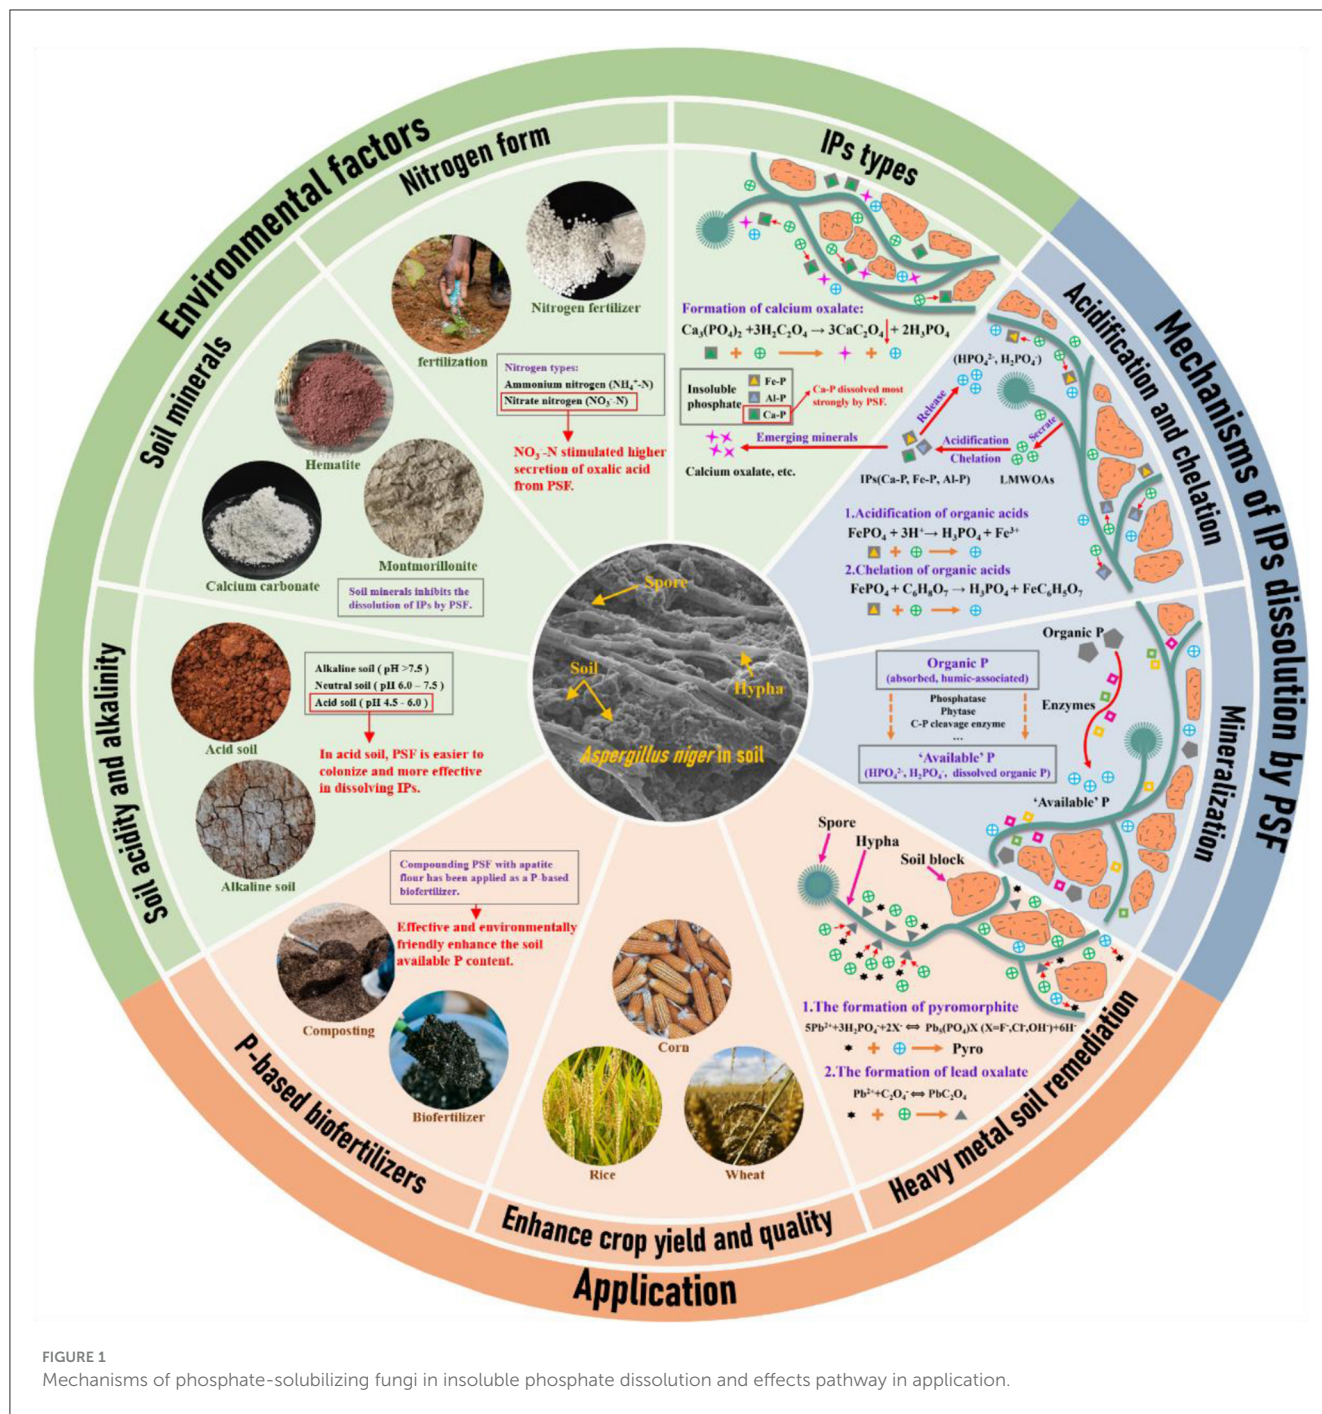 Environmental factors
Nitrogen form
Nitrogen fertilizer
fertilization
Nitrogen types:
Ammonium nitrogen (NH₄⁺-N)
Nitrate nitrogen (NO₃⁻-N)
NO₃⁻-N stimulated higher
secretion of oxalic acid
from PSF.
Soil minerals
Hematite
Montmorillonite
Calcium carbonate
Soil minerals inhibits the
dissolution of IPs by PSF.
Soil acidity and alkalinity
Acid soil
Alkaline soil
Alkaline soil ( pH >7.5 )
Neutral soil ( pH 6.0 – 7.5 )
Acid soil ( pH 4.5 - 6.0 )
In acid soil, PSF is easier to
colonize and more effective
in dissolving IPs.
IPs types
Formation of calcium oxalate:
Ca₃(PO₄)₂ +3H₂C₂O₄ → 3CaC₂O₄↓ + 2H₃PO₄
Insoluble
phosphate
Fe-P
Al-P
Ca-P
Ca-P dissolved most
strongly by PSF.
Emerging minerals
Calcium oxalate, etc.
Mechanisms of IPs dissolution by PSF
Acidification and chelation
(HPO₄²⁻, H₂PO₄⁻)
Release
Secrate
Acidification
Chelation
IPs(Ca-P, Fe-P, Al-P)
LMWOAs
1.Acidification of organic acids
FePO₄ + 3H⁺→ H₃PO₄ + Fe³⁺
2.Chelation of organic acids
FePO₄ + C₆H₈O₇ → H₃PO₄ + FeC₆H₅O₇
Mineralization
Organic P
Enzymes
'Available' P
Organic P
(absorbed, humic-associated)
Phosphatase
Phytase
C-P cleavage enzyme
...
'Available' P
(HPO₄²⁻, H₂PO₄⁻, dissolved organic P)
Spore
Soil
Hypha
Aspergillus niger in soil
Application
Heavy metal soil remediation
Spore
Hypha
Soil block
1.The formation of pyromorphite
5Pb²⁺+3H₂PO₄⁻+2X⁻ ⇔ Pb₅(PO₄)X (X=F⁻,Cl⁻,OH⁻)+6H⁻
Pyro
2.The formation of lead oxalate
Pb²⁺+C₂O₄⁻⇔ PbC₂O₄
Enhance crop yield and quality
Corn
Rice
Wheat
P-based biofertilizers
Compounding PSF with apatite
flour has been applied as a P-based
biofertilizer.
Effective and environmentally
friendly enhance the soil
available P content.
Composting
Biofertilizer
FIGURE 1
Mechanisms of phosphate-solubilizing fungi in insoluble phosphate dissolution and effects pathway in application.